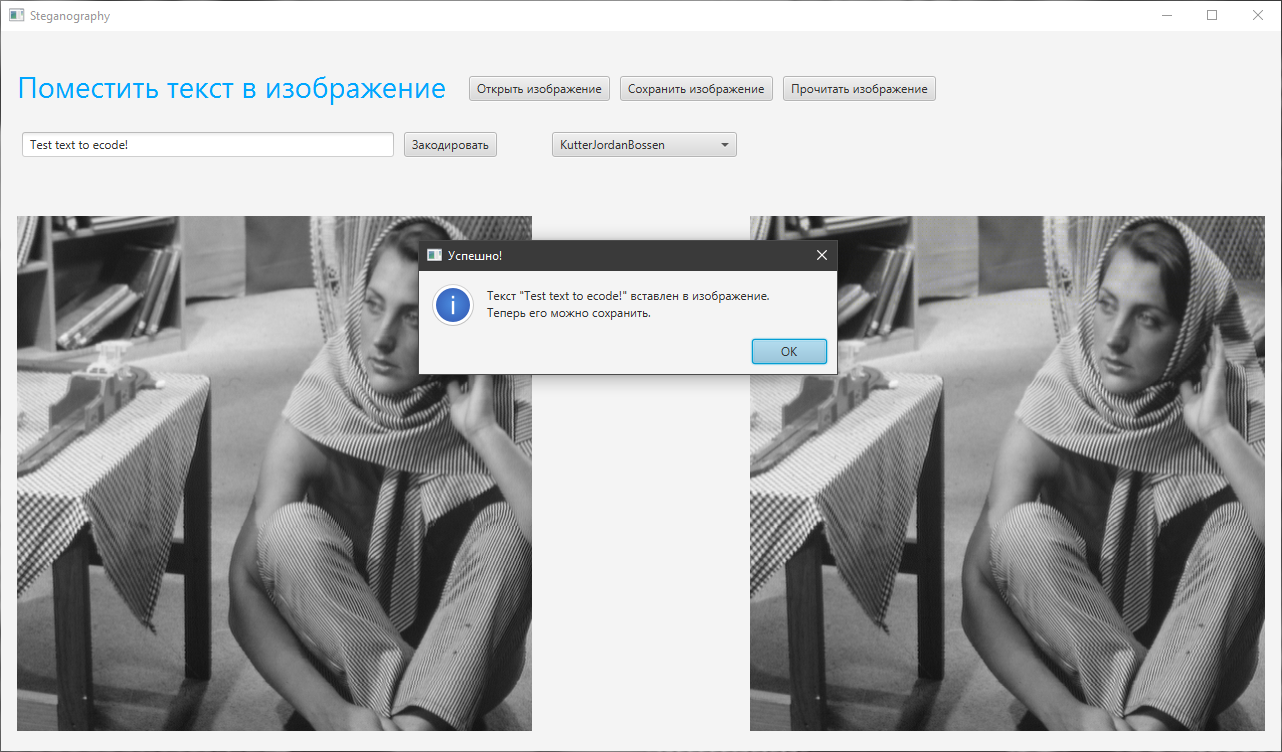 Steganography
Поместить текст в изображение
Открыть изображение
Сохранить изображение
Прочитать изображение
Test text to ecode!
Закодировать
KutterJordanBossen
Успешно!
Текст "Test text to ecode!" вставлен в изображение.
Теперь его можно сохранить.
OK